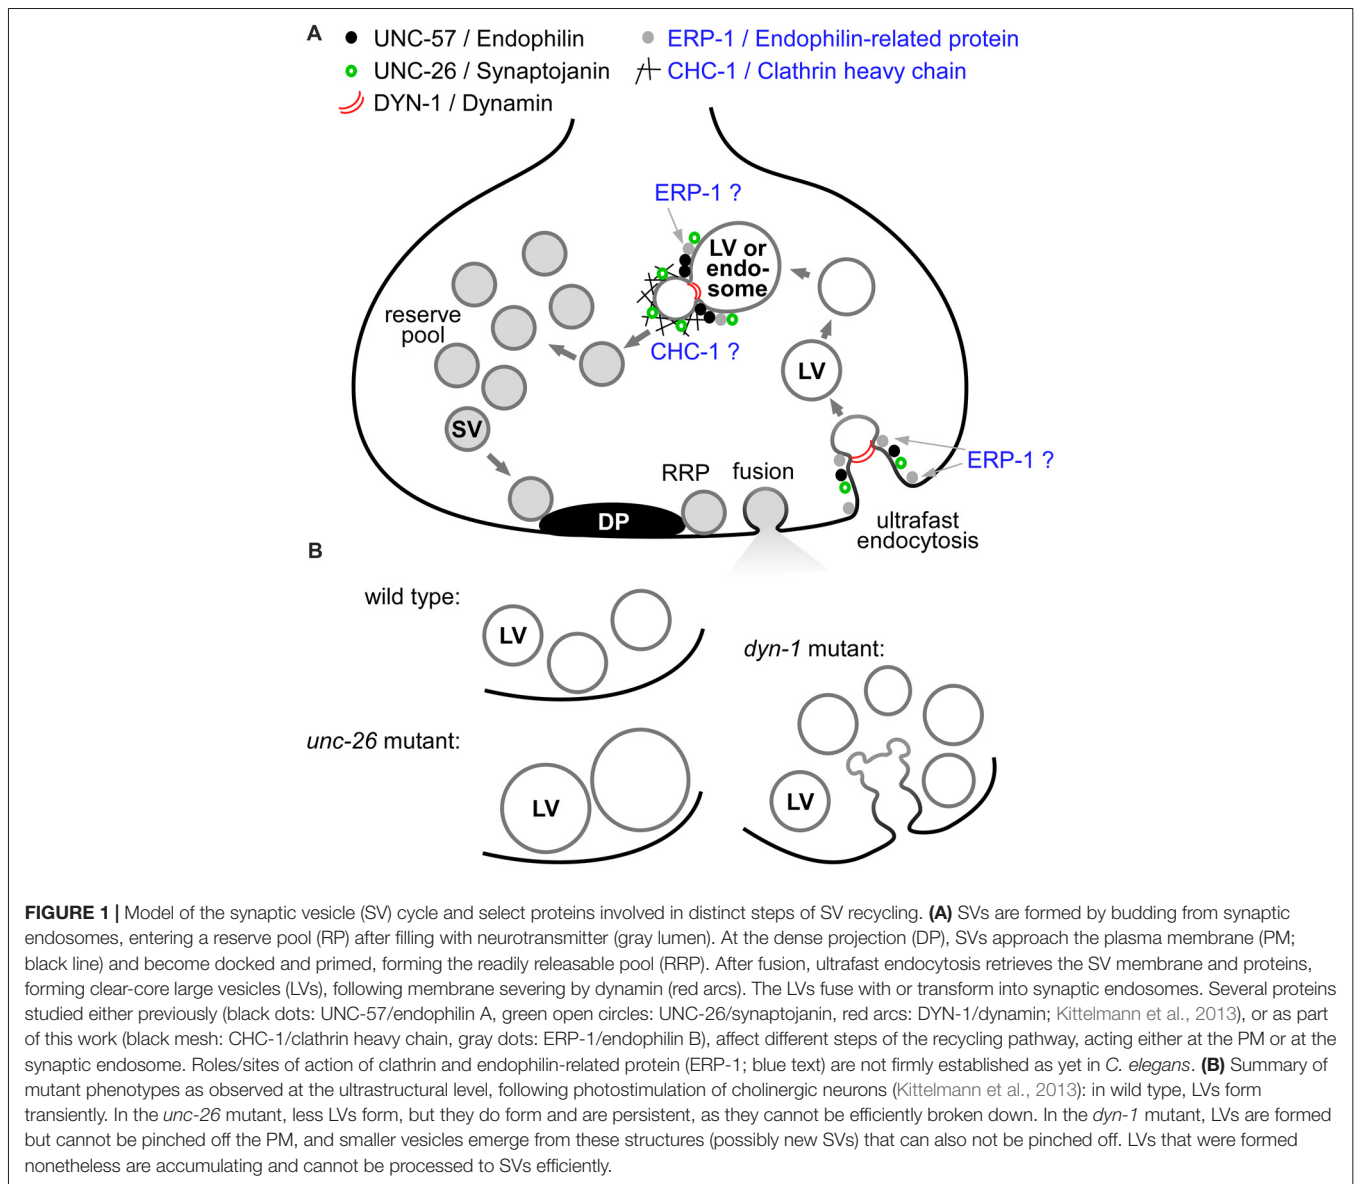 A
UNC-57 / Endophilin
ERP-1 / Endophilin-related protein
UNC-26 / Synaptojanin
CHC-1 / Clathrin heavy chain
DYN-1 / Dynamin
ERP-1 ?
LV or
endo-
some
reserve
pool
CHC-1 ?
LV
SV
ERP-1 ?
RRP
fusion
DP
ultrafast
endocytosis
B
wild type:
LV
dyn-1 mutant:
unc-26 mutant:
LV
LV
FIGURE 1 | Model of the synaptic vesicle (SV) cycle and select proteins involved in distinct steps of SV recycling. (A) SVs are formed by budding from synaptic
endosomes, entering a reserve pool (RP) after filling with neurotransmitter (gray lumen). At the dense projection (DP), SVs approach the plasma membrane (PM;
black line) and become docked and primed, forming the readily releasable pool (RRP). After fusion, ultrafast endocytosis retrieves the SV membrane and proteins,
forming clear-core large vesicles (LVs), following membrane severing by dynamin (red arcs). The LVs fuse with or transform into synaptic endosomes. Several proteins
studied either previously (black dots: UNC-57/endophilin A, green open circles: UNC-26/synaptojanin, red arcs: DYN-1/dynamin; Kittelmann et al., 2013), or as part
of this work (black mesh: CHC-1/clathrin heavy chain, gray dots: ERP-1/endophilin B), affect different steps of the recycling pathway, acting either at the PM or at the
synaptic endosome. Roles/sites of action of clathrin and endophilin-related protein (ERP-1; blue text) are not firmly established as yet in C. elegans. (B) Summary of
mutant phenotypes as observed at the ultrastructural level, following photostimulation of cholinergic neurons (Kittelmann et al., 2013): in wild type, LVs form
transiently. In the unc-26 mutant, less LVs form, but they do form and are persistent, as they cannot be efficiently broken down. In the dyn-1 mutant, LVs are formed
but cannot be pinched off the PM, and smaller vesicles emerge from these structures (possibly new SVs) that can also not be pinched off. LVs that were formed
nonetheless are accumulating and cannot be processed to SVs efficiently.